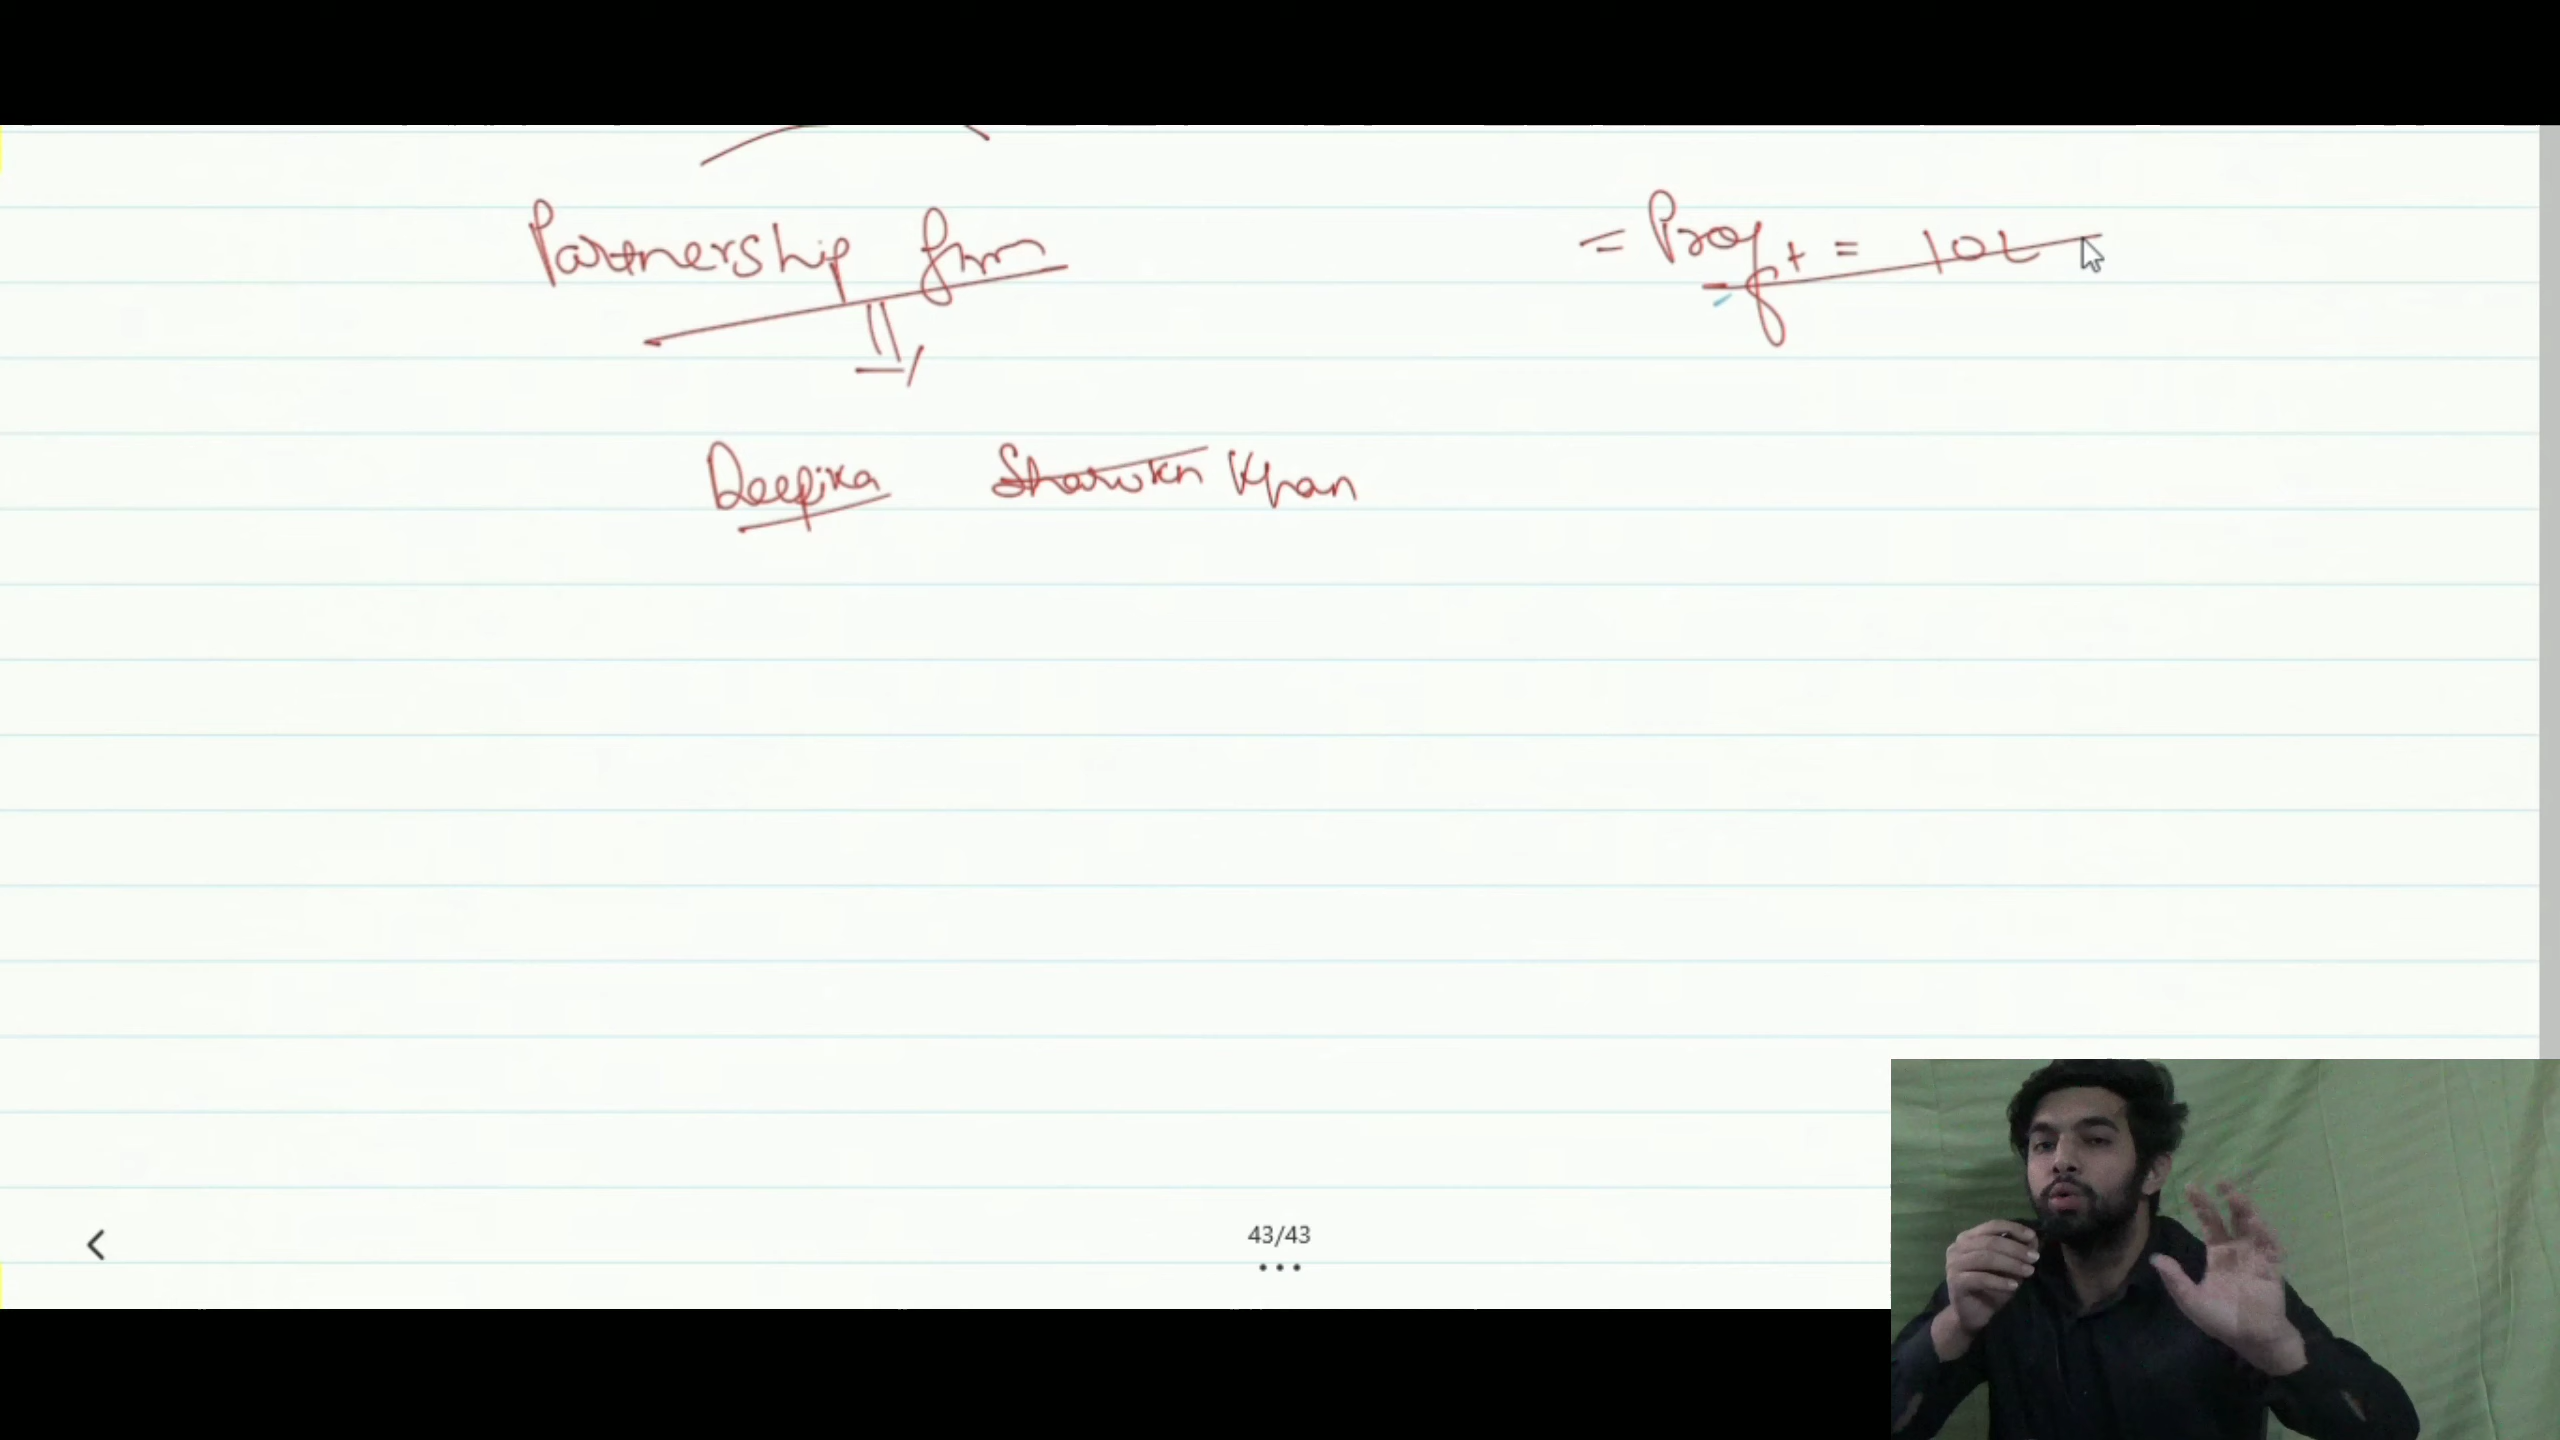 Partnership firm
= Profit = 10L
Deepika Sharukh Khan
43/43